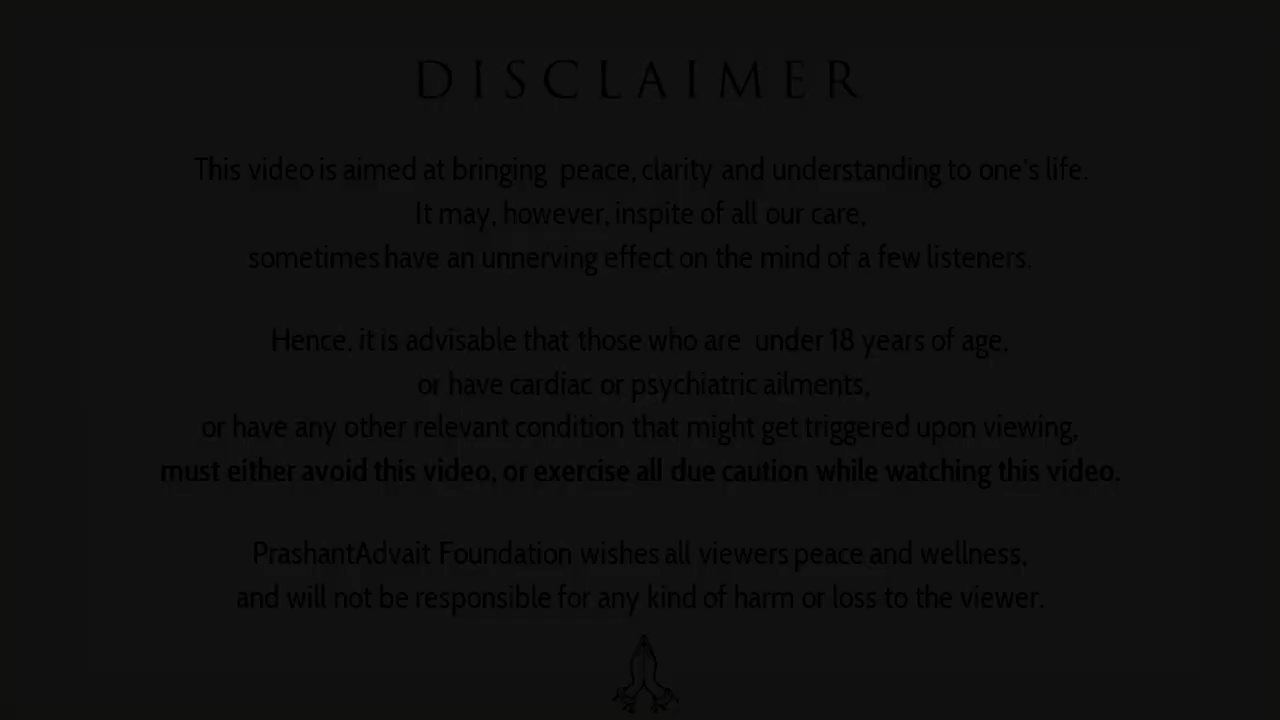 DISCLAIMER
This video is aimed at bringing peace, clarity and understanding to one's life.
It may, however, inspite of all our care,
sometimes have an unnerving effect on the mind of a few listeners.
Hence, it is advisable that those who are under 18 years of age,
or have cardiac or psychiatric ailments,
or have any other relevant condition that might get triggered upon viewing,
must either avoid this video, or exercise all due caution while watching this video.
PrashantAdvait Foundation wishes all viewers peace and wellness,
and will not be responsible for any kind of harm or loss to the viewer.